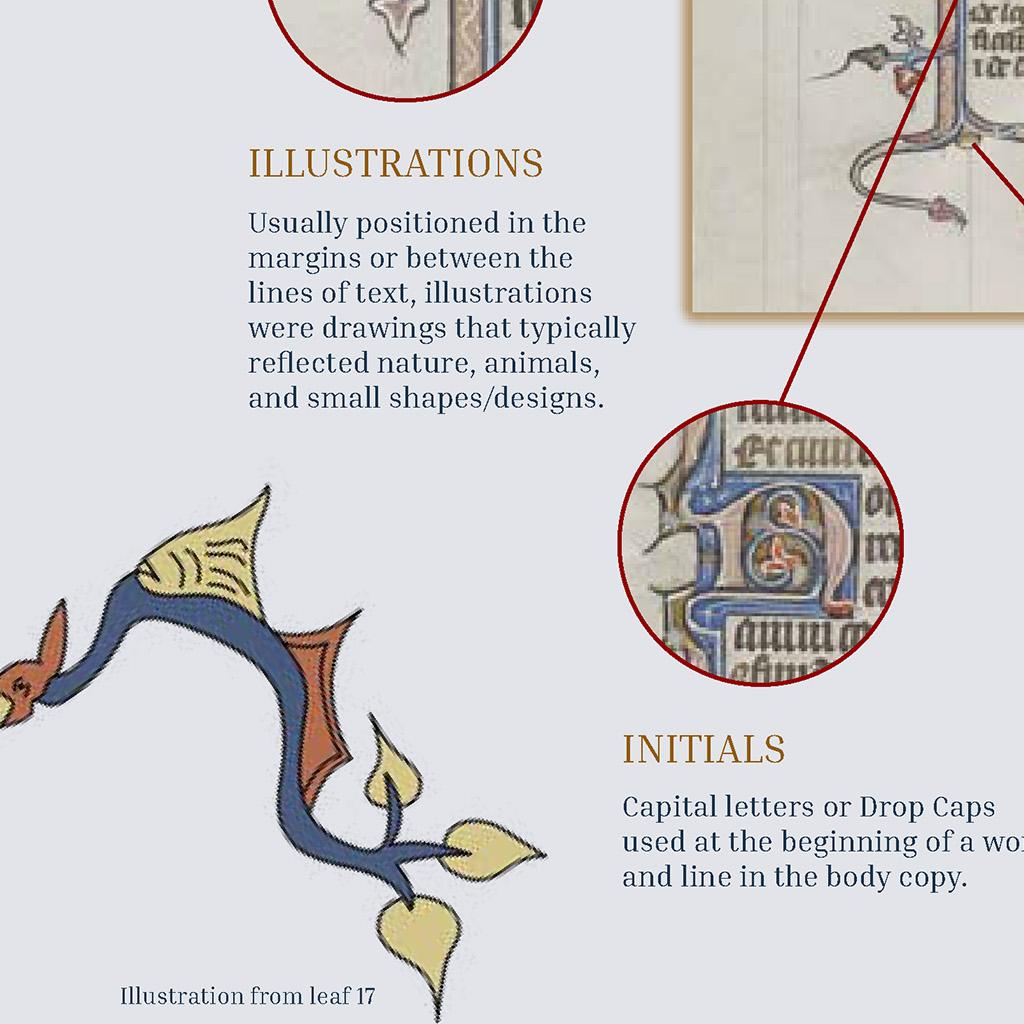 ILLUSTRATIONS
Usually positioned in the
margins or between the
lines of text, illustrations
were drawings that typically
reflected nature, animals,
and small shapes/designs.
INITIALS
Capital letters or Drop Caps
used at the beginning of a
and line in the body copy.
Illustration from leaf 17